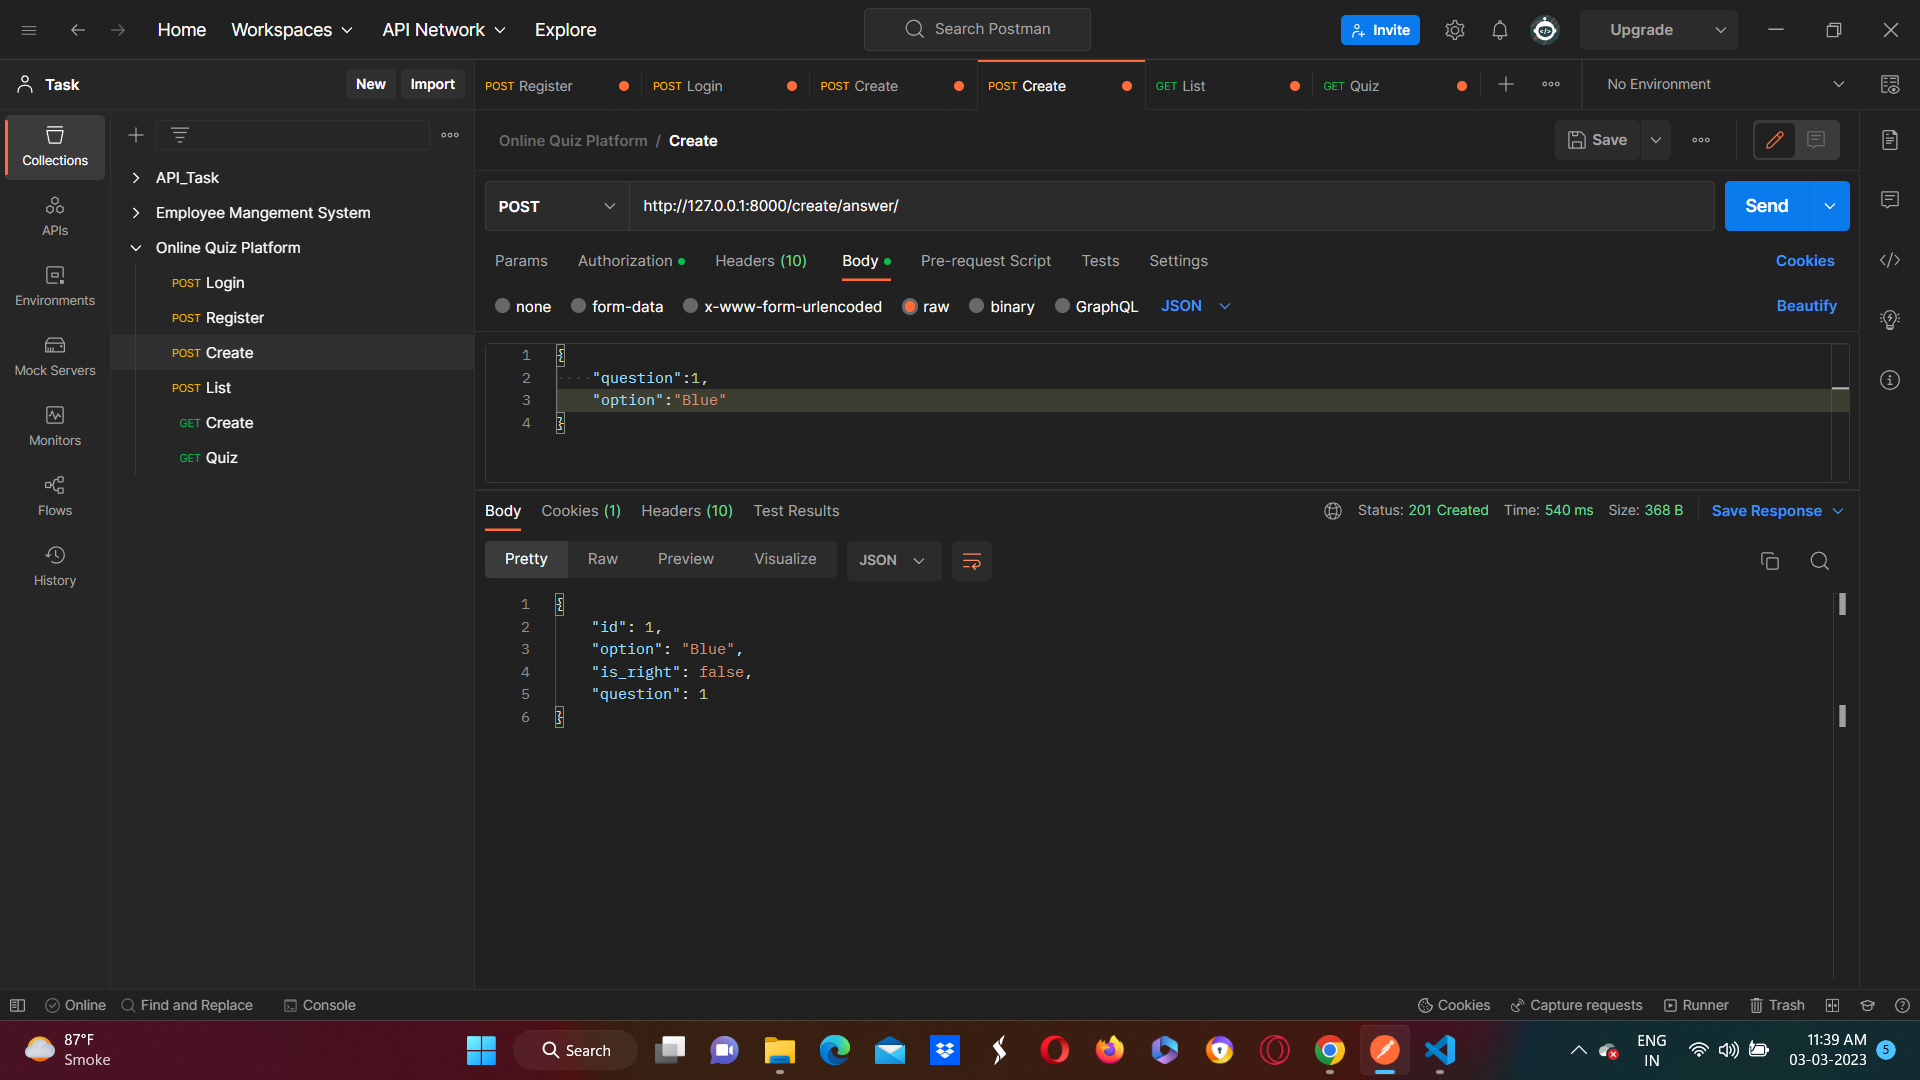 Home Workspaces API Network Explore Search Postman Invite Upgrade
Task New Import POST Register POST Login POST Create POST Create GET List GET Quiz No Environment
Online Quiz Platform / Create Save
Collections
APIs
Environments
Mock Servers
Monitors
Flows
History
API_Task
Employee Mangement System
Online Quiz Platform
POST Login
POST Register
POST Create
POST List
GET Create
GET Quiz
POST http://127.0.0.1:8000/create/answer/ Send
Params Authorization Headers (10) Body Pre-request Script Tests Settings Cookies
none form-data x-www-form-urlencoded raw binary GraphQL JSON Beautify
1 {
2 "question":1,
3 "option":"Blue"
4 }
Body Cookies (1) Headers (10) Test Results Status: 201 Created Time: 540 ms Size: 368 B Save Response
Pretty Raw Preview Visualize JSON
1 {
2 "id": 1,
3 "option": "Blue",
4 "is_right": false,
5 "question": 1
6 }
Online Find and Replace Console Cookies Capture requests Runner Trash
87°F
Smoke
Search
ENG
IN
11:39 AM
03-03-2023
5